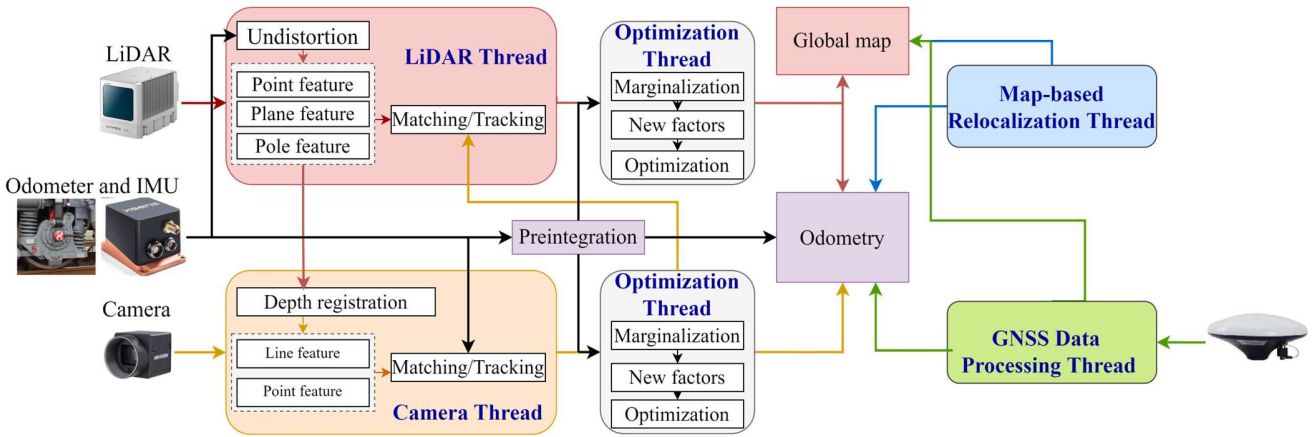 LiDAR
Odometer and IMU
Camera
Undistortion
LiDAR Thread
Point feature
Plane feature
Pole feature
Matching/Tracking
Optimization
Thread
Marginalization
New factors
Optimization
Global map
Map-based
Relocalization Thread
Preintegration
Odometry
Depth registration
Line feature
Point feature
Matching/Tracking
Camera Thread
Optimization
Thread
Marginalization
New factors
Optimization
GNSS Data
Processing Thread